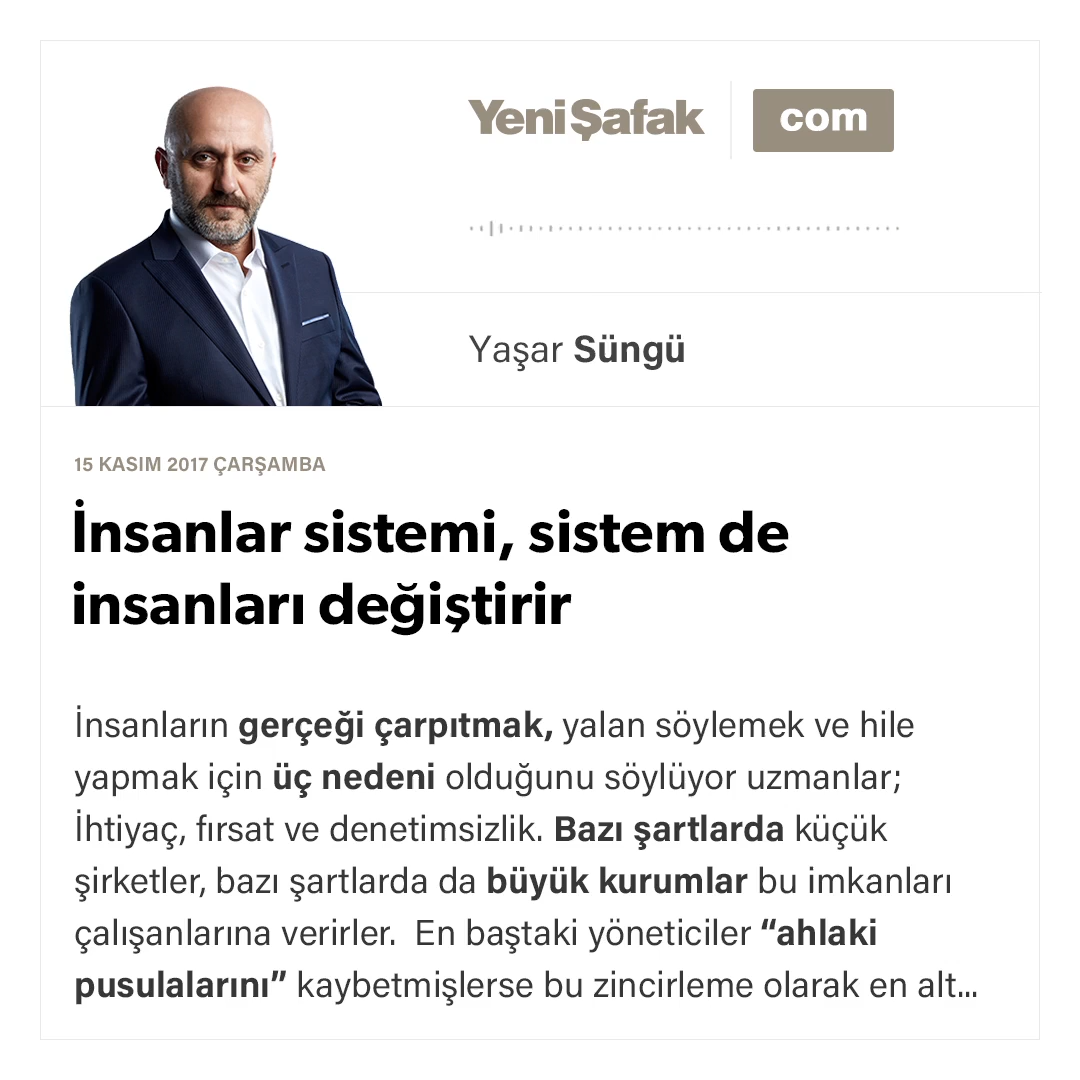 YeniŞafak com
Yaşar Süngü
15 KASIM 2017 ÇARŞAMBA
İnsanlar sistemi, sistem de
insanları değiştirir
İnsanların gerçeği çarpıtmak, yalan söylemek ve hile
yapmak için üç nedeni olduğunu söylüyor uzmanlar;
İhtiyaç, fırsat ve denetimsizlik. Bazı şartlarda küçük
şirketler, bazı şartlarda da büyük kurumlar bu imkanları
çalışanlarına verirler.  En baştaki yöneticiler “ahlaki
pusulalarını” kaybetmişlerse bu zincirleme olarak en alt...